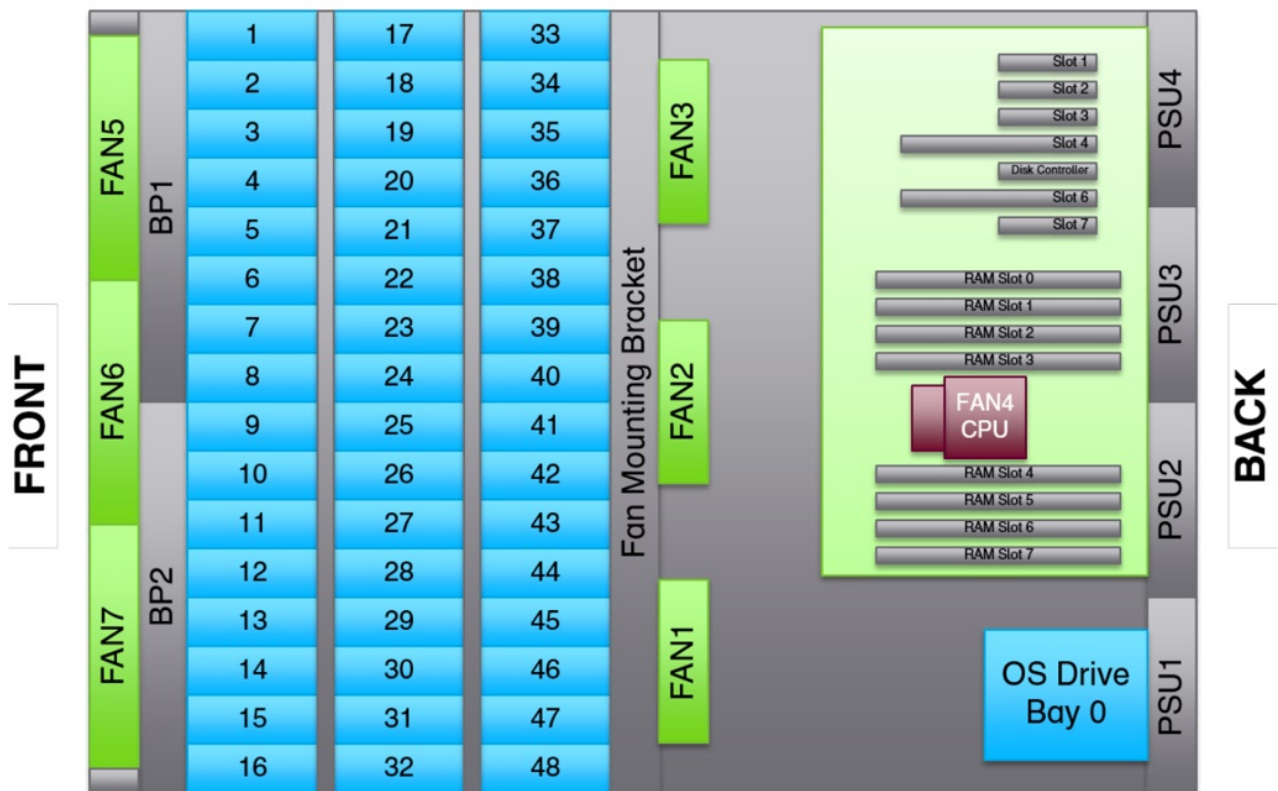 FRONT
FAN5
FAN6
FAN7
BP1
BP2
1
2
3
4
5
6
7
8
9
10
11
12
13
14
15
16
17
18
19
20
21
22
23
24
25
26
27
28
29
30
31
32
33
34
35
36
37
38
39
40
41
42
43
44
45
46
47
48
Fan Mounting Bracket
FAN3
FAN2
FAN1
Slot 1
Slot 2
Slot 3
Slot 4
Disk Controller
Slot 6
Slot 7
RAM Slot 0
RAM Slot 1
RAM Slot 2
RAM Slot 3
FAN4
CPU
RAM Slot 4
RAM Slot 5
RAM Slot 6
RAM Slot 7
OS Drive
Bay 0
PSU4
PSU3
PSU2
PSU1
BACK